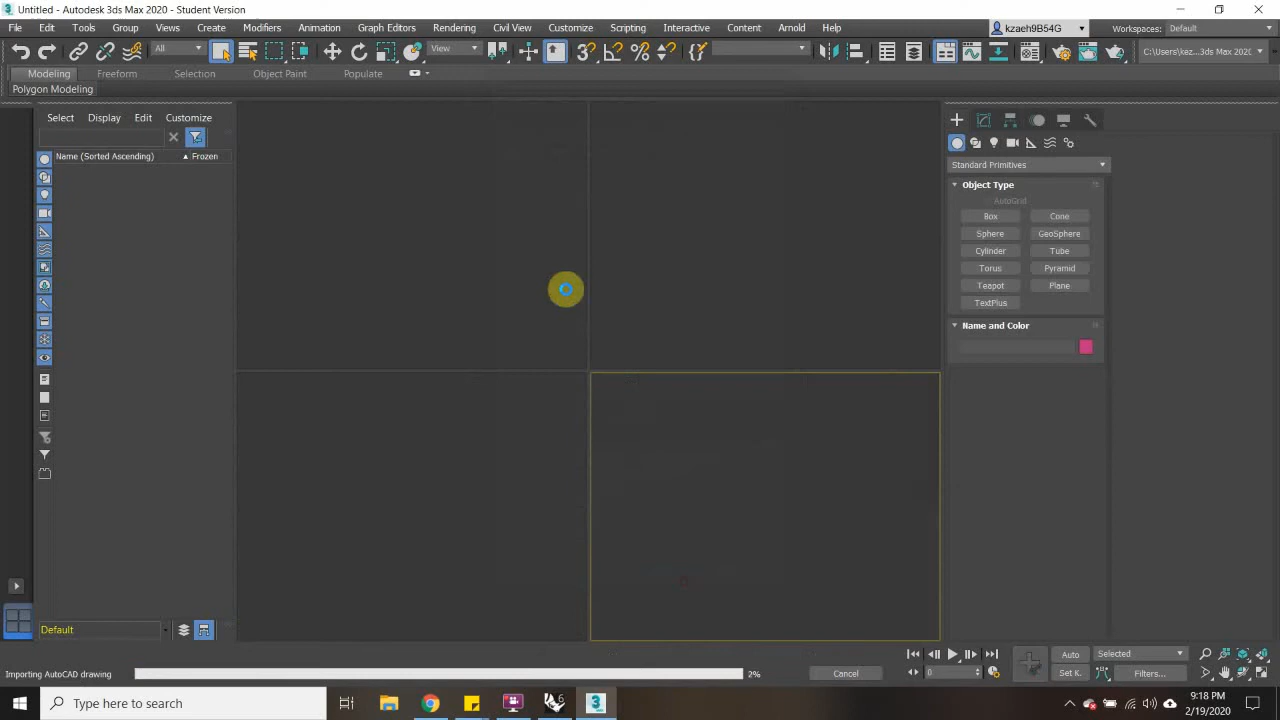 Untitled - Autodesk 3ds Max 2020 - Student Version
File Edit Tools Group Views Create Modifiers Animation Graph Editors Rendering Civil View Customize Scripting Interactive Content Arnold Help
kzaeh9B54G
Workspaces: Default
All
View
C:\Users\kez...3ds Max 202(
Modeling Freeform Selection Object Paint Populate
Polygon Modeling
Select Display Edit Customize
Name (Sorted Ascending)
Frozen
Standard Primitives
Object Type
AutoGrid
Box Cone
Sphere GeoSphere
Cylinder Tube
Torus Pyramid
Teapot Plane
TextPlus
Name and Color
Default
Importing AutoCAD drawing
2%
Cancel
Auto
Selected
Set K.
Filters...
0
Type here to search
9:18 PM
2/19/2020